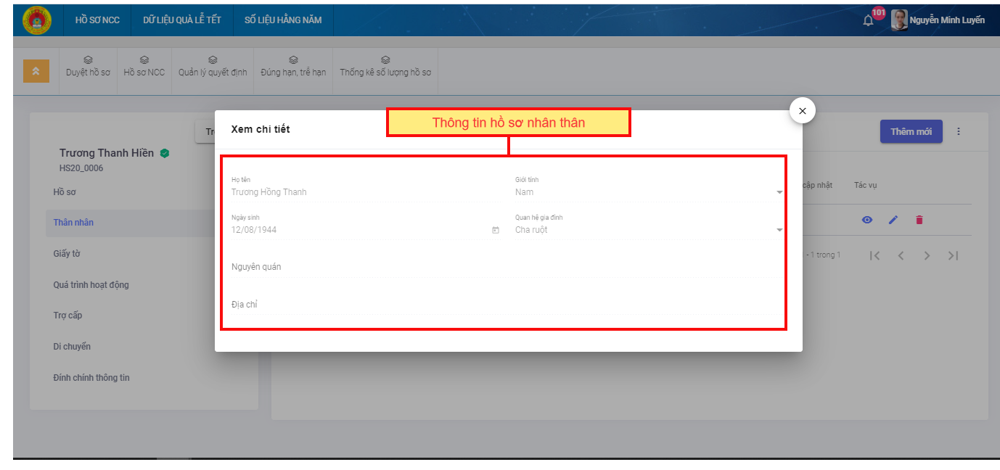 HỒ SƠ NCC
DỮ LIỆU QUÀ LỄ TẾT
SỐ LIỆU HẰNG NĂM
101
Nguyễn Minh Luyến
Duyệt hồ sơ
Hồ sơ NCC
Quản lý quyết định
Đúng hạn, trễ hạn
Thống kê số lượng hồ sơ
Thông tin hồ sơ nhân thân
Xem chi tiết
Thêm mới
Trương Thanh Hiền
HS20_0006
Hồ sơ
Thân nhân
Giấy tờ
Quá trình hoạt động
Trợ cấp
Di chuyển
Đính chính thông tin
Họ tên
Trương Hồng Thanh
Giới tính
Nam
Ngày sinh
12/08/1944
Quan hệ gia đình
Cha ruột
Nguyên quán
Địa chỉ
cập nhật
Tác vụ
- 1 trong 1